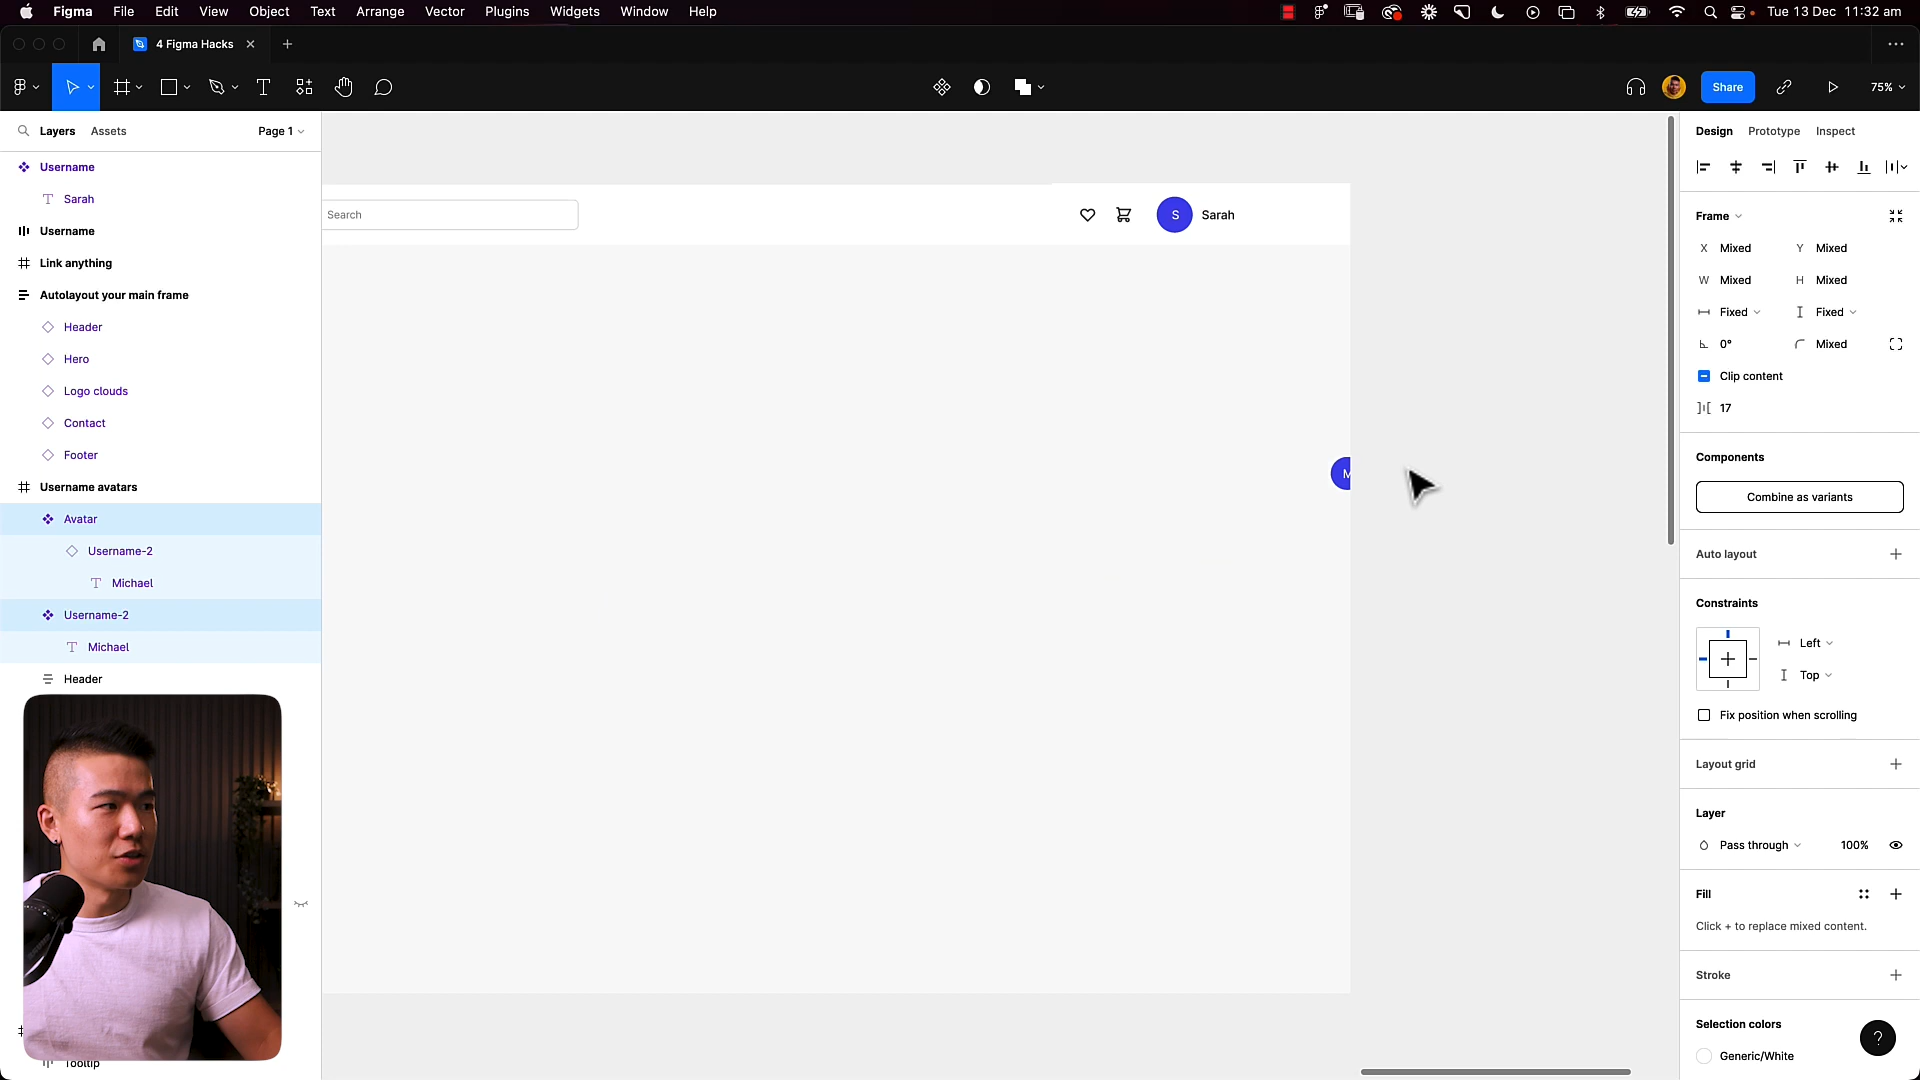 Figma File Edit View Object Text Arrange Vector Plugins Widgets Window Help Tue 13 Dec 11:32 am
4 Figma Hacks
Share 75%
Layers Assets Page 1
Username
Sarah
Username
Link anything
Autolayout your main frame
Header
Hero
Logo clouds
Contact
Footer
Username avatars
Avatar
Username-2
Michael
Username-2
Michael
Header
Tooltip
Search
S Sarah
M
Design Prototype Inspect
Frame
X Mixed Y Mixed
W Mixed H Mixed
Fixed Fixed
0° Mixed
Clip content
17
Components
Combine as variants
Auto layout
Constraints
Left
Top
Fix position when scrolling
Layout grid
Layer
Pass through 100%
Fill
Click + to replace mixed content.
Stroke
Selection colors
Generic/White
?